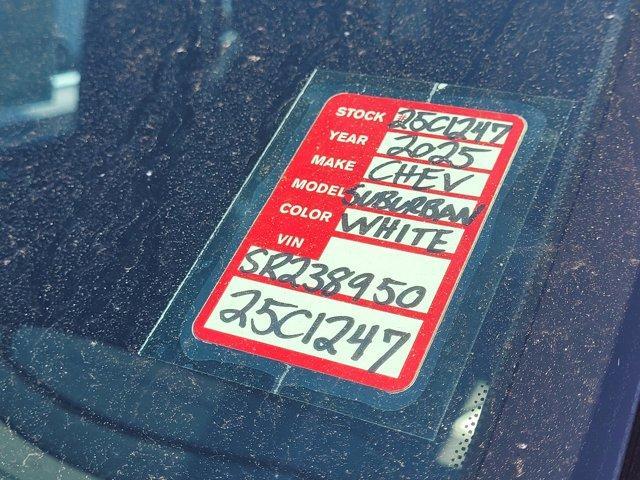 STOCK 25C1247
YEAR 2025
MAKE CHEV
MODEL SUBURBAN
COLOR WHITE
VIN
SR238950
25C1247